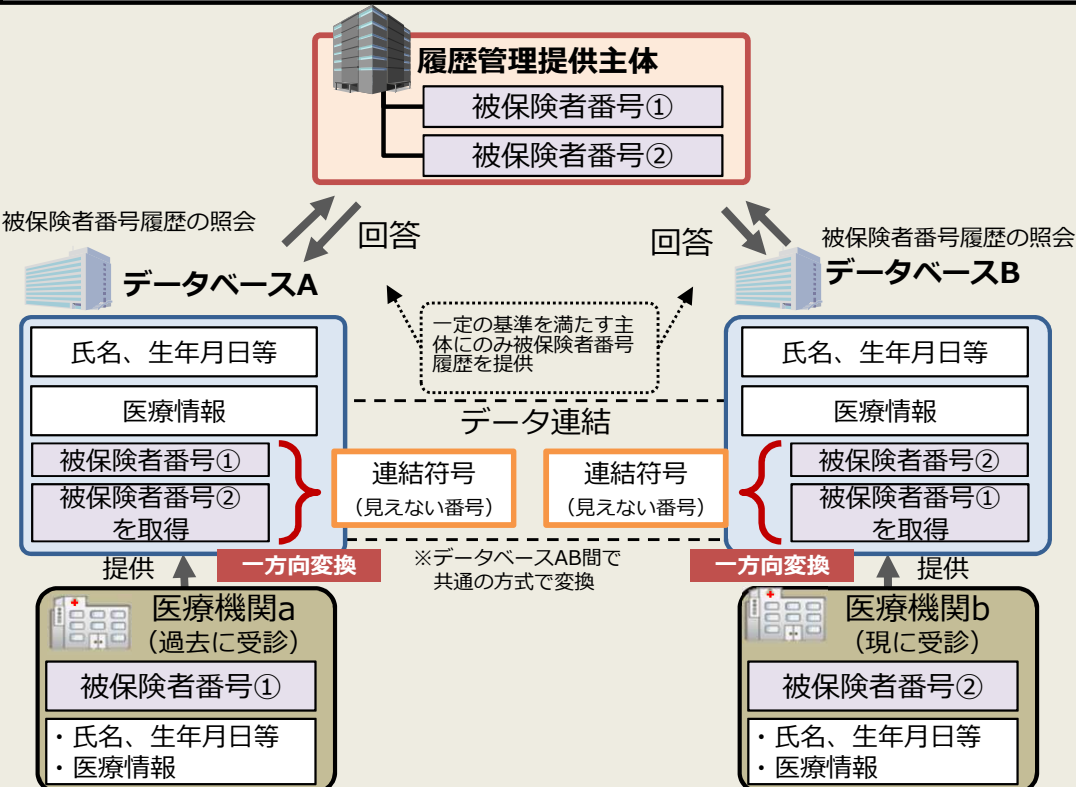 履歴管理提供主体
被保険者番号①
被保険者番号②
被保険者番号履歴の照会
回答
回答
被保険者番号履歴の照会
データベースA
データベースB
一定の基準を満たす主
体にのみ被保険者番号
履歴を提供
氏名、生年月日等
医療情報
被保険者番号①
被保険者番号②
を取得
氏名、生年月日等
医療情報
被保険者番号②
被保険者番号①
を取得
データ連結
連結符号
（見えない番号）
連結符号
（見えない番号）
一方向変換
一方向変換
※データベースAB間で
共通の方式で変換
提供
提供
医療機関a
（過去に受診）
被保険者番号①
・氏名、生年月日等
・医療情報
医療機関b
（現に受診）
被保険者番号②
・氏名、生年月日等
・医療情報